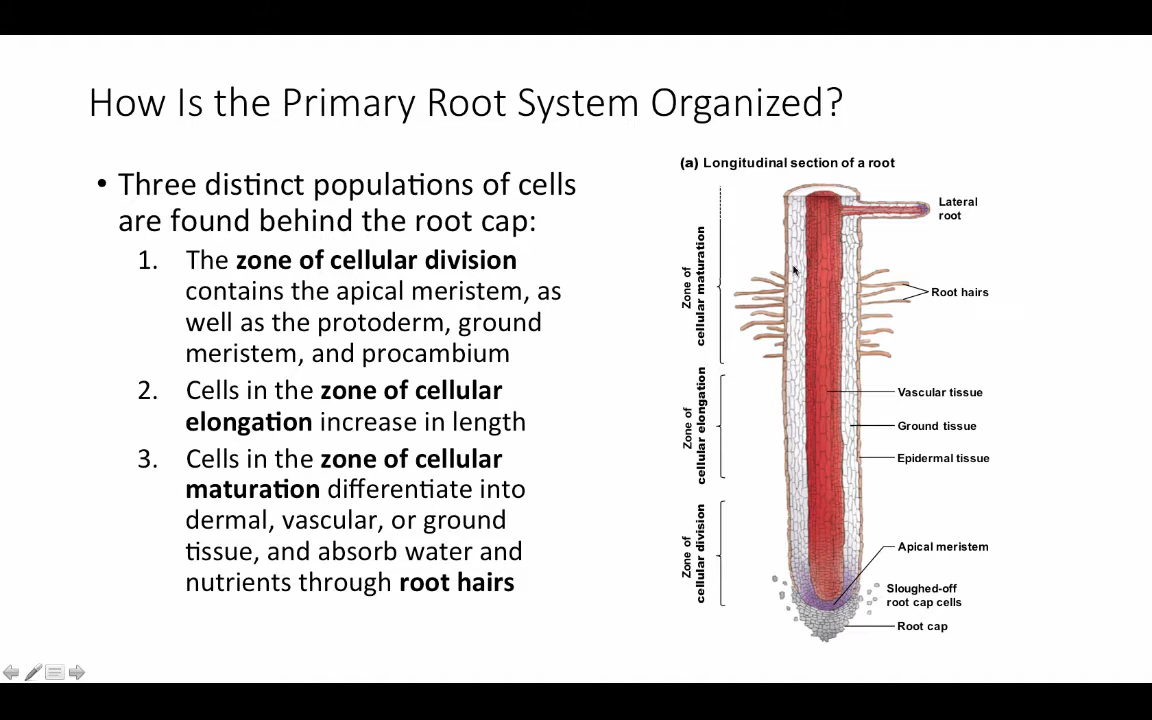 How Is the Primary Root System Organized?
• Three distinct populations of cells
are found behind the root cap:
1. The zone of cellular division
contains the apical meristem, as
well as the protoderm, ground
meristem, and procambium
2. Cells in the zone of cellular
elongation increase in length
3. Cells in the zone of cellular
maturation differentiate into
dermal, vascular, or ground
tissue, and absorb water and
nutrients through root hairs
(a) Longitudinal section of a root
Zone of
cellular maturation
Zone of
cellular elongation
Zone of
cellular division
Lateral
root
Root hairs
Vascular tissue
Ground tissue
Epidermal tissue
Apical meristem
Sloughed-off
root cap cells
Root cap